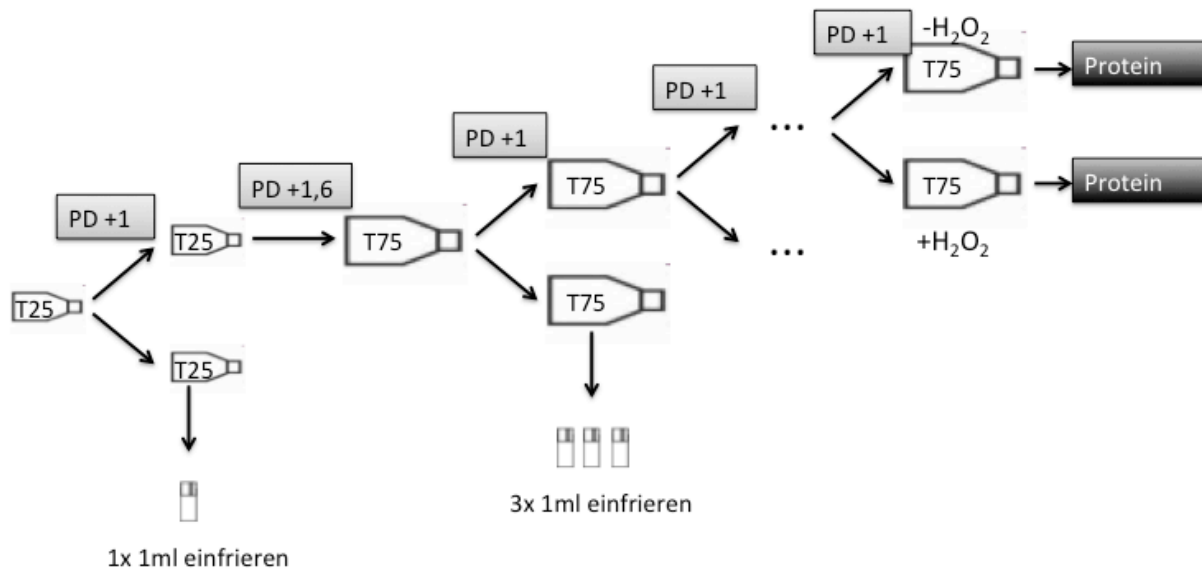 PD +1
-H₂O₂
T75
Protein
PD +1
...
PD +1
T75
T75
Protein
PD +1,6
PD +1
T25
T75
...
+H₂O₂
T25
T75
T25
3x 1ml einfrieren
1x 1ml einfrieren